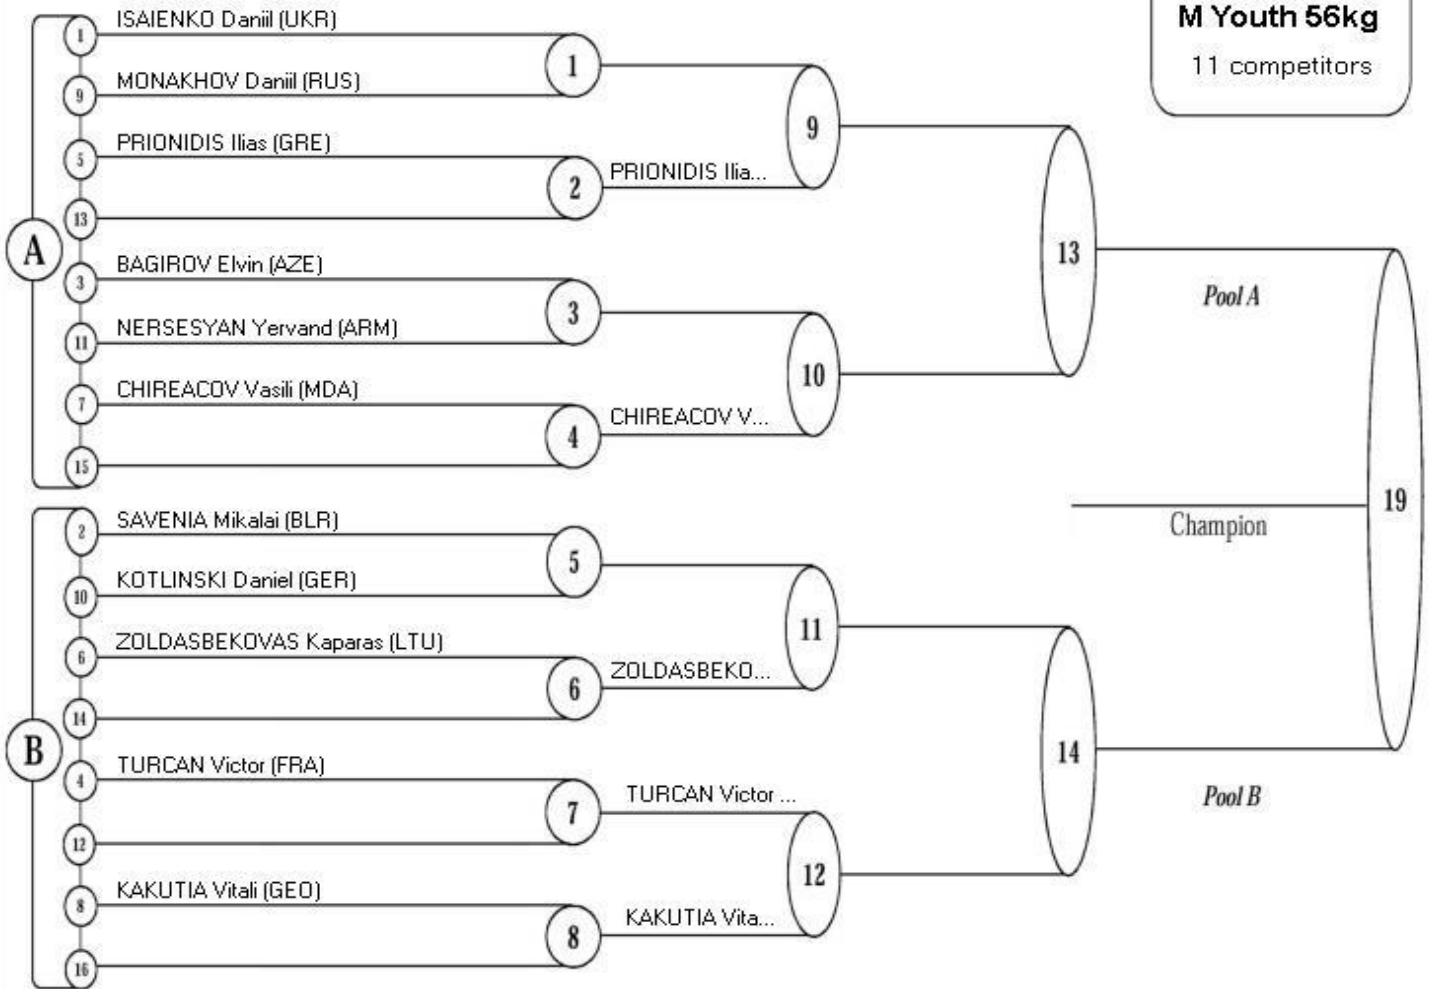 M Youth 56kg
11 competitors
A
1 ISAIENKO Daniil (UKR)
9 MONAKHOV Daniil (RUS)
1
5 PRIONIDIS Ilias (GRE)
13
2
PRIONIDIS Ilia...
9
3 BAGIROV Elvin (AZE)
11 NERSESYAN Yervand (ARM)
3
7 CHIREACOV Vasili (MDA)
15
4
CHIREACOV V...
10
13
Pool A
B
2 SAVENIA Mikalai (BLR)
10 KOTLINSKI Daniel (GER)
5
6 ZOLDASBEKOVAS Kaparas (LTU)
14
6
ZOLDASBEKO...
11
4 TURCAN Victor (FRA)
12
7
TURCAN Victor ...
8 KAKUTIA Vitali (GEO)
16
8
KAKUTIA Vita...
12
14
Pool B
Champion
19